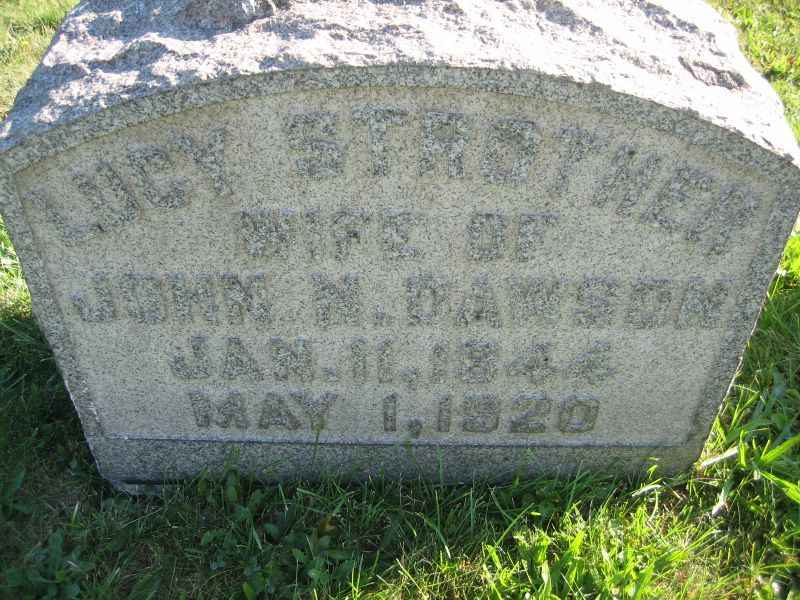 LUCY STROTHER
WIFE OF
JOHN N. DAWSON
JAN. 11, 1844
MAY 1, 1920